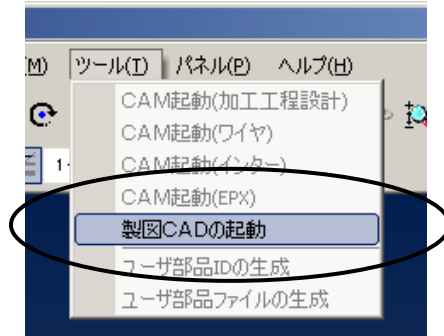 (M) ツール(T) パネル(P) ヘルプ(H)
CAM起動(加工工程設計)
CAM起動(ワイヤ)
1
CAM起動(インター)
CAM起動(EPX)
製図CADの起動
ユーザ部品IDの生成
ユーザ部品ファイルの生成